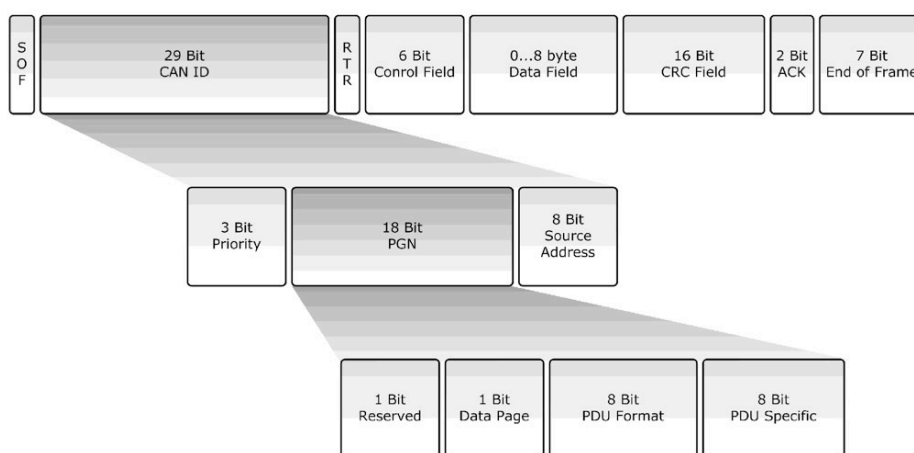 SOF
29 Bit
CAN ID
RTR
6 Bit
Conrol Field
0...8 byte
Data Field
16 Bit
CRC Field
2 Bit
ACK
7 Bit
End of Frame
3 Bit
Priority
18 Bit
PGN
8 Bit
Source
Address
1 Bit
Reserved
1 Bit
Data Page
8 Bit
PDU Format
8 Bit
PDU Specific